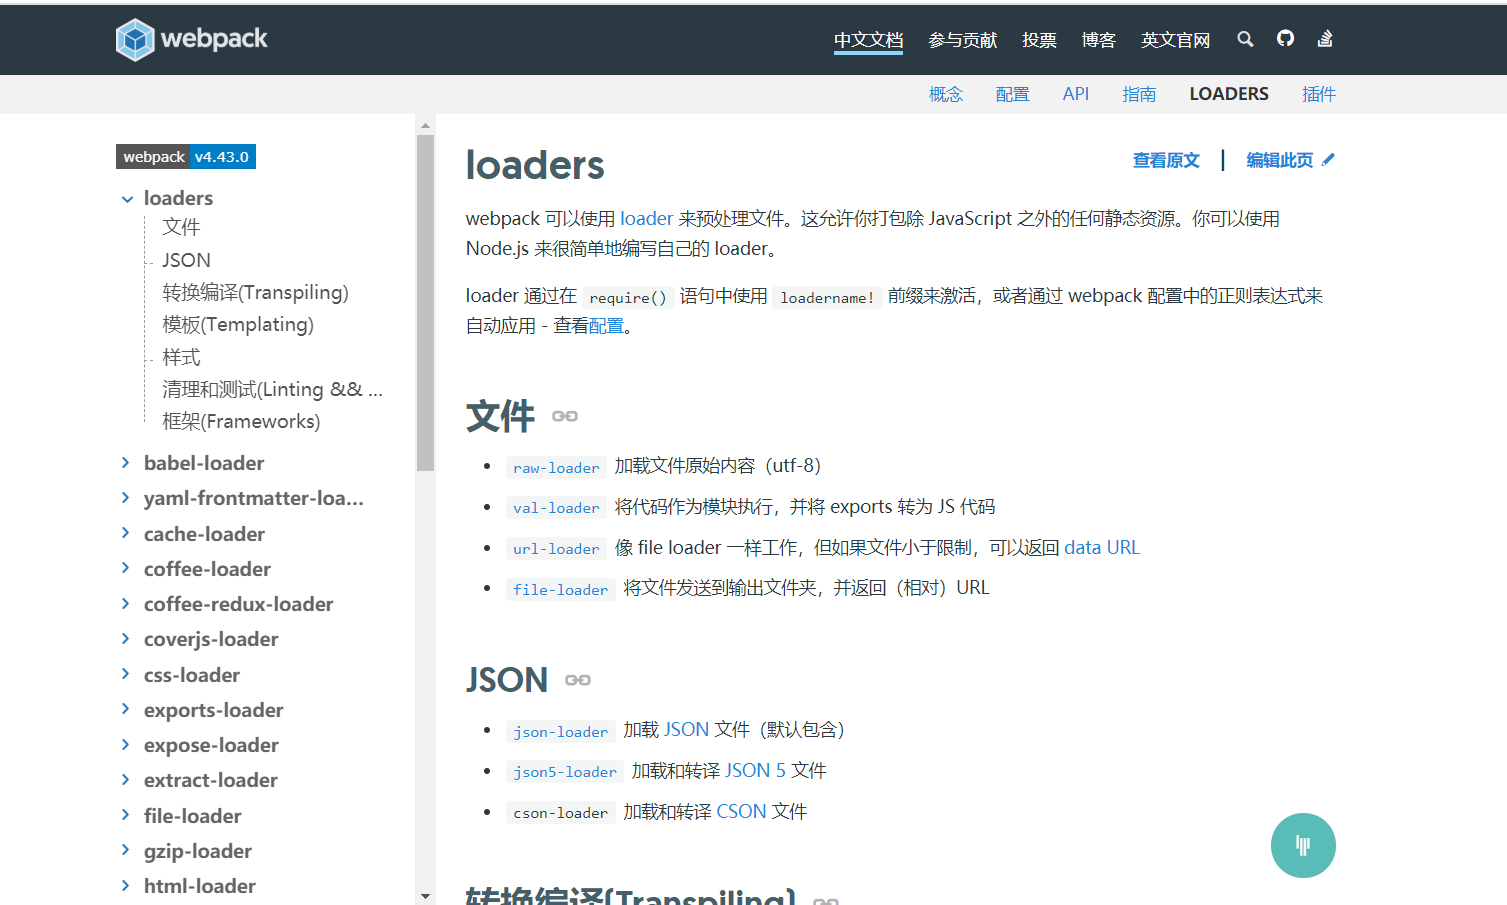 webpack
中文文档 参与贡献 投票 博客 英文官网
概念 配置 API 指南 LOADERS 插件
webpack v4.43.0
loaders
文件
JSON
转换编译(Transpiling)
模板(Templating)
样式
清理和测试(Linting && ...
框架(Frameworks)
babel-loader
yaml-frontmatter-loa...
cache-loader
coffee-loader
coffee-redux-loader
coverjs-loader
css-loader
exports-loader
expose-loader
extract-loader
file-loader
gzip-loader
html-loader
loaders
查看原文 | 编辑此页
webpack 可以使用 loader 来预处理文件。这允许你打包除 JavaScript 之外的任何静态资源。你可以使用
Node.js 来很简单地编写自己的 loader。
loader 通过在 require() 语句中使用 loadername! 前缀来激活，或者通过 webpack 配置中的正则表达式来
自动应用 - 查看配置。
文件
raw-loader 加载文件原始内容（utf-8）
val-loader 将代码作为模块执行，并将 exports 转为 JS 代码
url-loader 像 file loader 一样工作，但如果文件小于限制，可以返回 data URL
file-loader 将文件发送到输出文件夹，并返回（相对）URL
JSON
json-loader 加载 JSON 文件（默认包含）
json5-loader 加载和转译 JSON 5 文件
cson-loader 加载和转译 CSON 文件
转换编译(Transpiling)